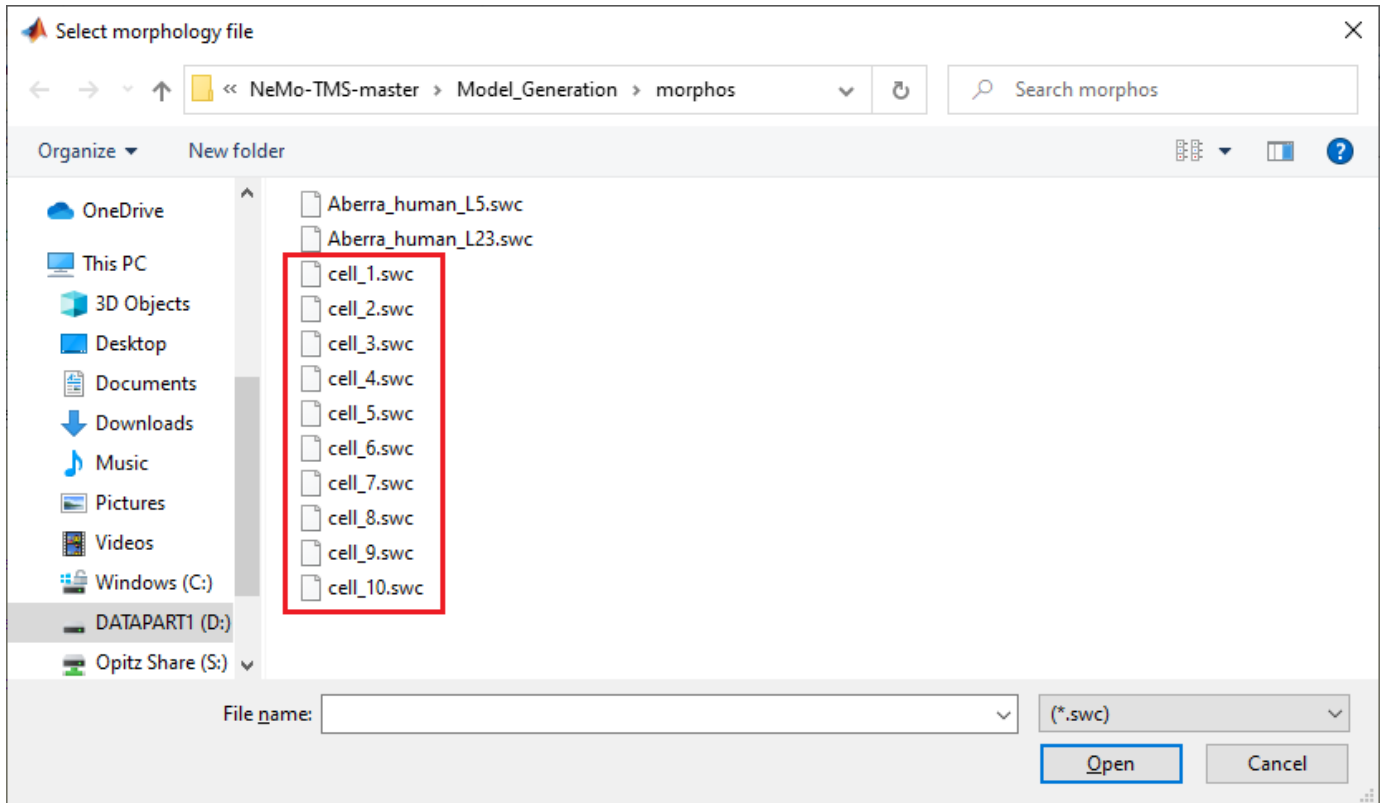 Select morphology file
« NeMo-TMS-master > Model_Generation > morphos
Search morphos
Organize
New folder
OneDrive
This PC
3D Objects
Desktop
Documents
Downloads
Music
Pictures
Videos
Windows (C:)
DATAPART1 (D:)
Opitz Share (S:)
Aberra_human_L5.swc
Aberra_human_L23.swc
cell_1.swc
cell_2.swc
cell_3.swc
cell_4.swc
cell_5.swc
cell_6.swc
cell_7.swc
cell_8.swc
cell_9.swc
cell_10.swc
File name:
(*.swc)
Open
Cancel